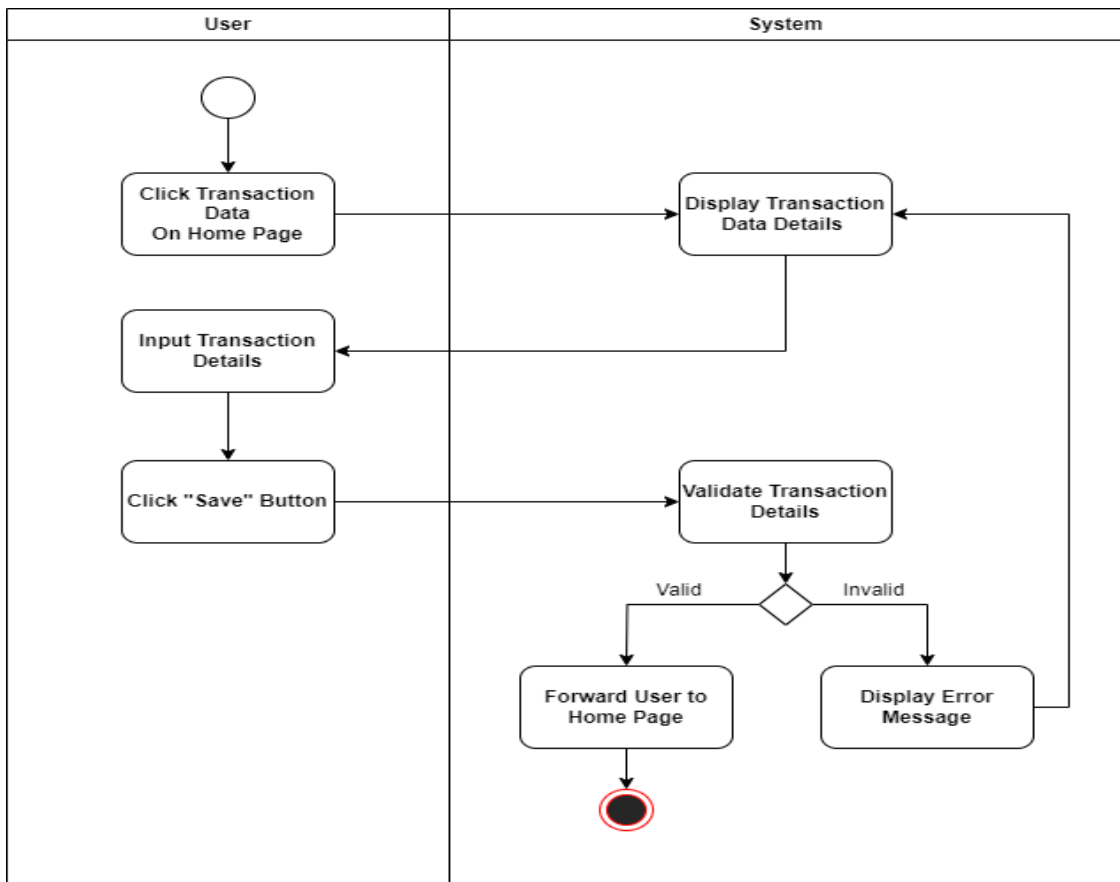 User
System
Click Transaction
Data
On Home Page
Display Transaction
Data Details
Input Transaction
Details
Click "Save" Button
Validate Transaction
Details
Valid
Invalid
Forward User to
Home Page
Display Error
Message